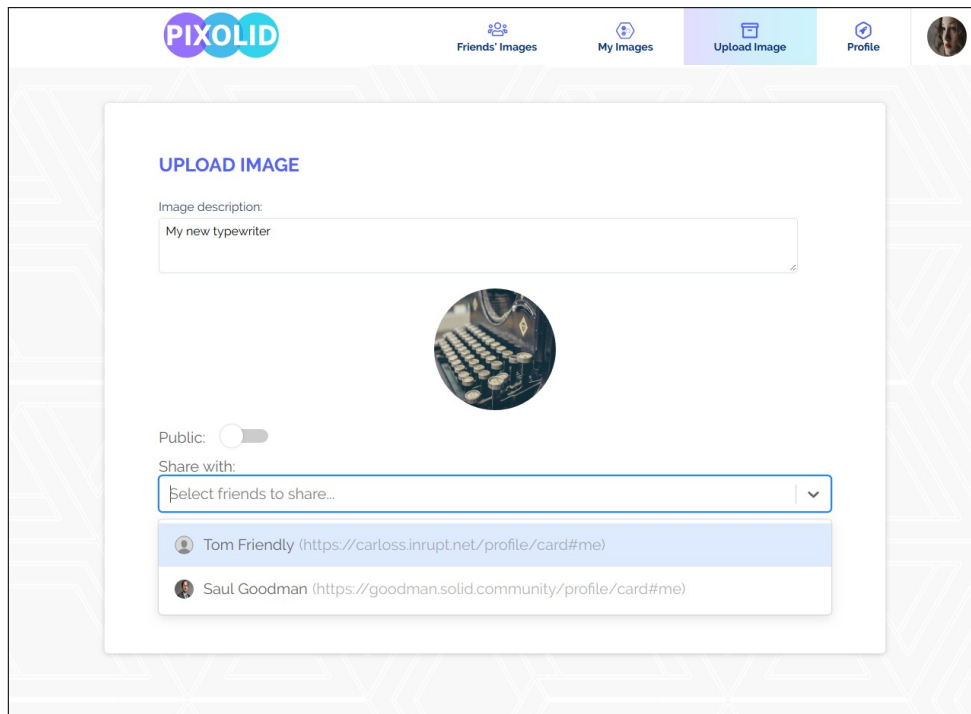 PIXOLID
Friends' Images
My Images
Upload Image
Profile
UPLOAD IMAGE
Image description:
My new typewriter
Public:
Share with:
Select friends to share...
Tom Friendly (https://carloss.inrupt.net/profile/card#me)
Saul Goodman (https://goodman.solid.community/profile/card#me)